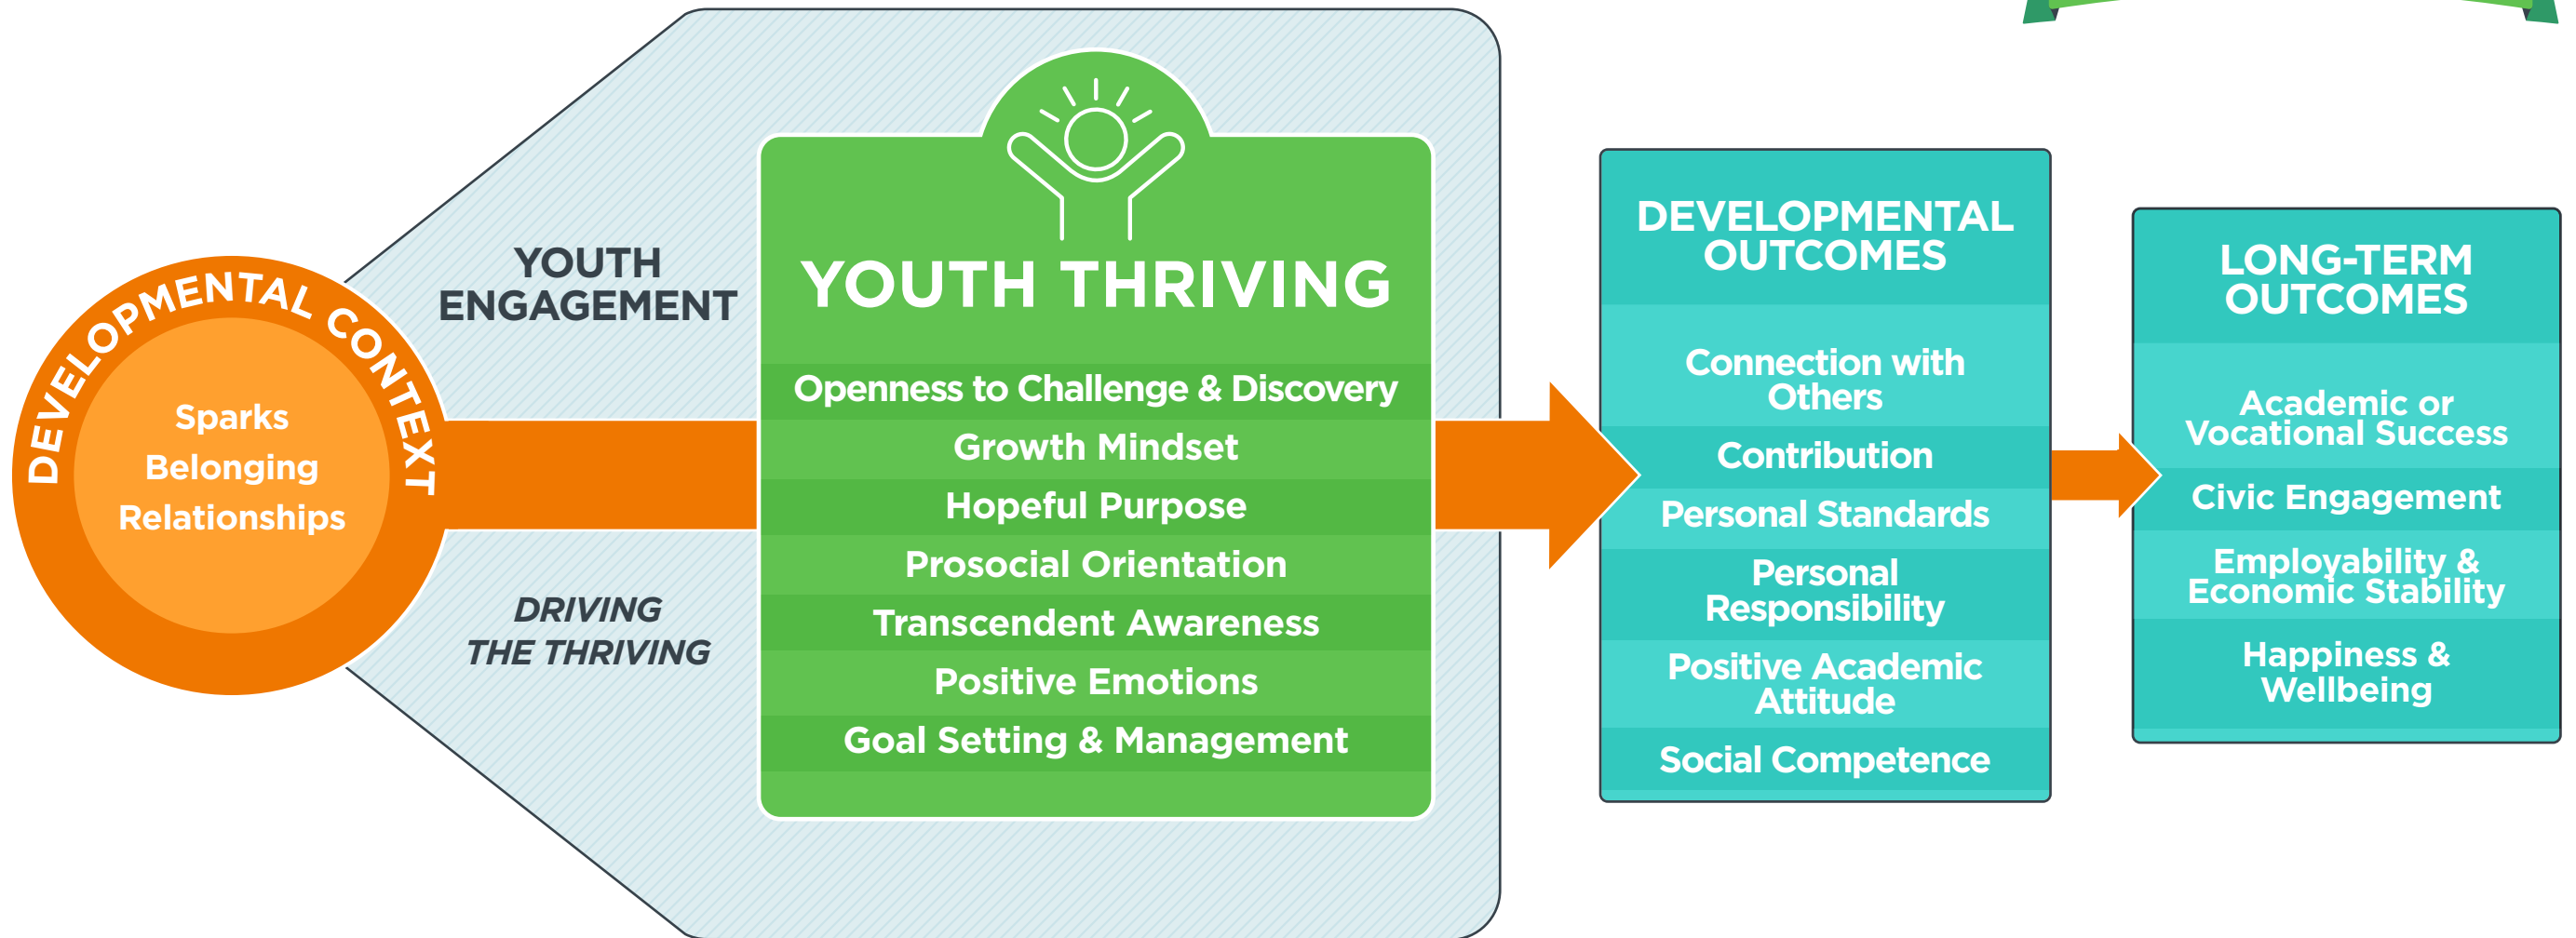 DEVELOPMENTAL CONTEXT
Sparks
Belonging
Relationships
YOUTH
ENGAGEMENT
DRIVING
THE THRIVING
YOUTH THRIVING
Openness to Challenge & Discovery
Growth Mindset
Hopeful Purpose
Prosocial Orientation
Transcendent Awareness
Positive Emotions
Goal Setting & Management
DEVELOPMENTAL
OUTCOMES
Connection with
Others
Contribution
Personal Standards
Personal
Responsibility
Positive Academic
Attitude
Social Competence
LONG-TERM
OUTCOMES
Academic or
Vocational Success
Civic Engagement
Employability &
Economic Stability
Happiness &
Wellbeing